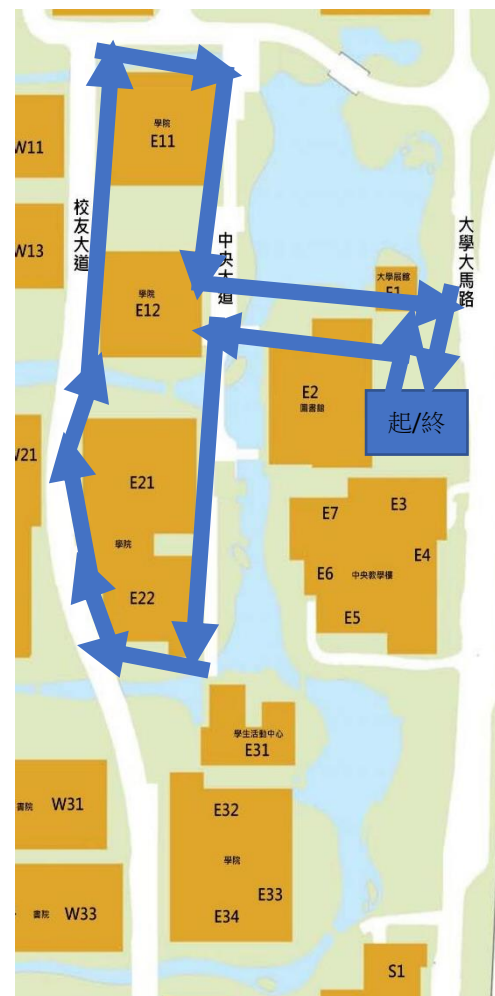 學院
E11
W11
W13
校友大道
中央大道
大學大馬路
大學展館
E1
學院
E12
E2
圖書館
起/終
V21
E21
學院
E22
E7
E3
E4
E6
中央教學樓
E5
學生活動中心
E31
書院 W31
E32
學院
E33
E34
書院 W33
S1